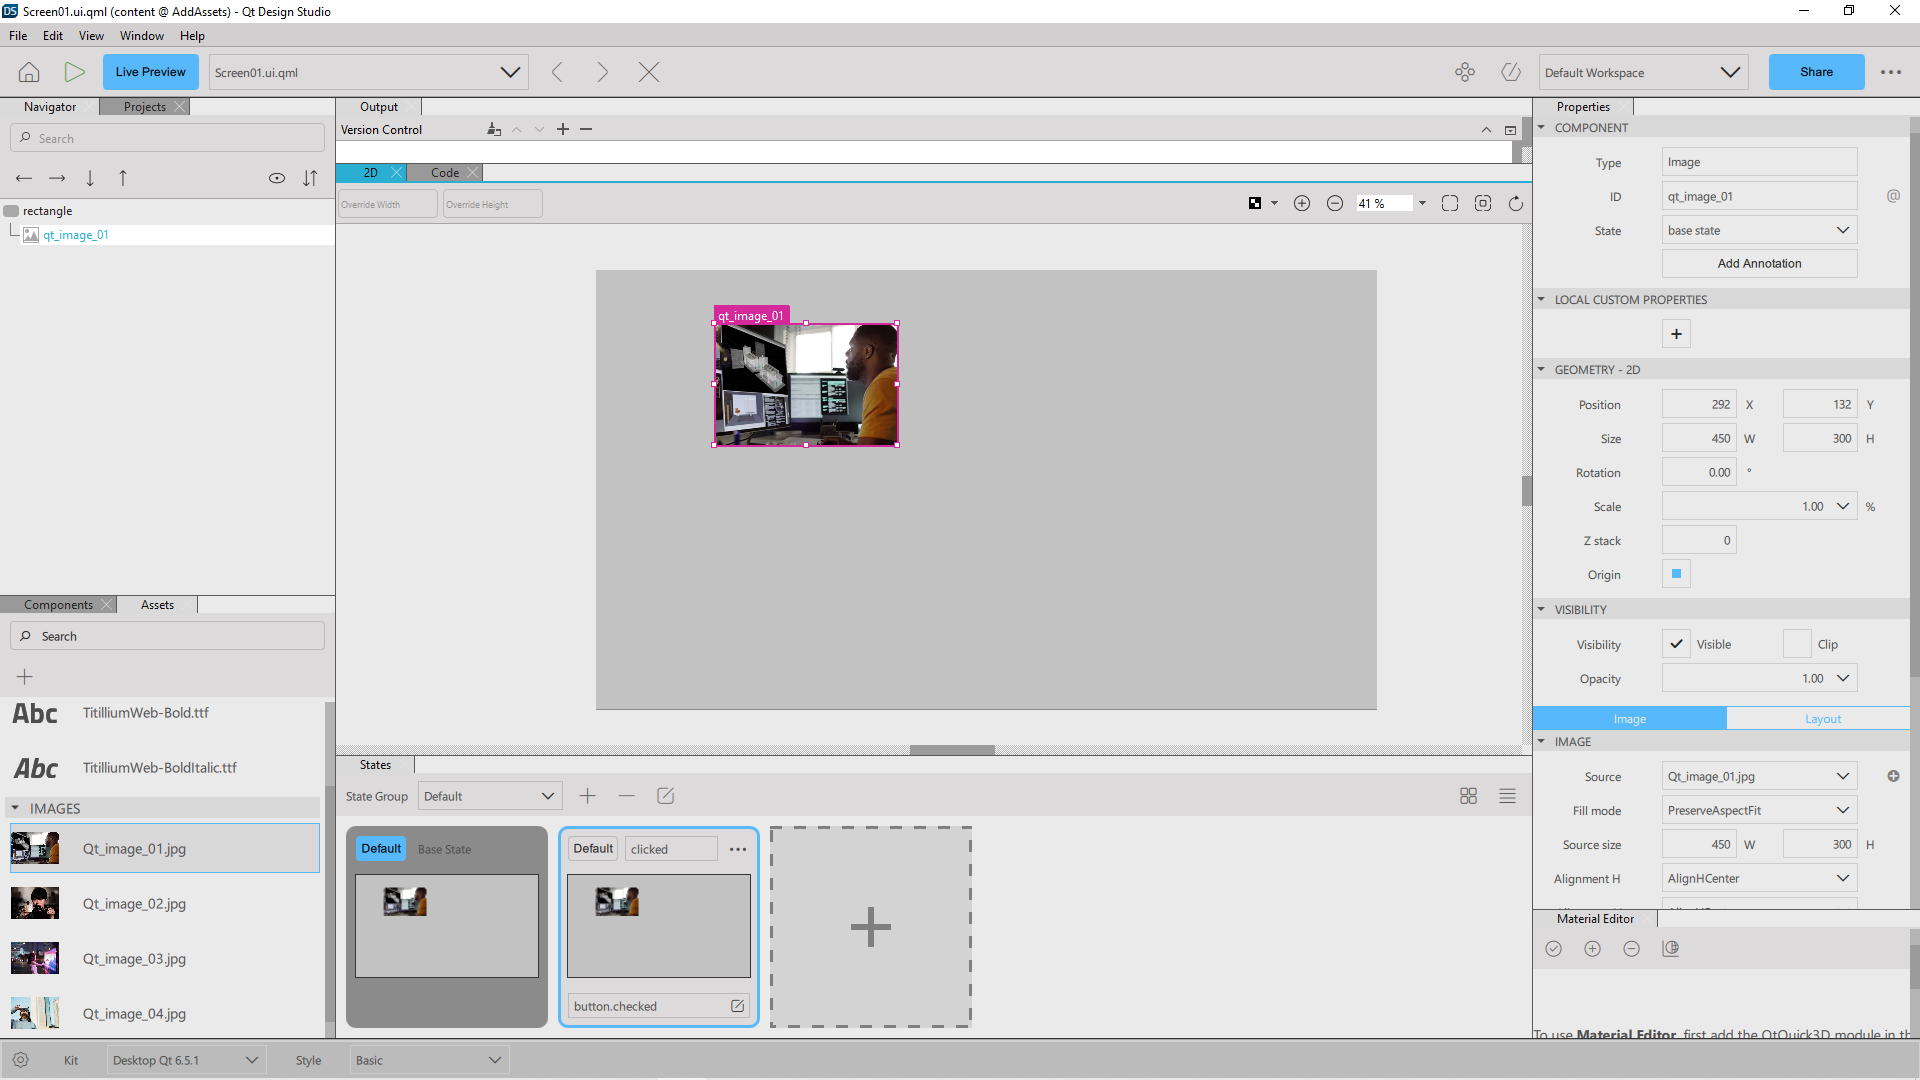 DS Screen01.ui.qml (content @ AddAssets) - Qt Design Studio
File Edit View Window Help
Live Preview Screen01.ui.qml Default Workspace Share
Navigator Projects
Search
rectangle
qt_image_01
Components Assets
Search
Abc TitilliumWeb-Bold.ttf
Abc TitilliumWeb-BoldItalic.ttf
IMAGES
Qt_image_01.jpg
Qt_image_02.jpg
Qt_image_03.jpg
Qt_image_04.jpg
Output
Version Control
2D Code
Override Width Override Height 41 %
qt_image_01
States
State Group Default
Default Base State
Default clicked
button.checked
Properties
COMPONENT
Type Image
ID qt_image_01 @
State base state
Add Annotation
LOCAL CUSTOM PROPERTIES
GEOMETRY - 2D
Position 292 X 132 Y
Size 450 W 300 H
Rotation 0.00 °
Scale 1.00 %
Z stack 0
Origin
VISIBILITY
Visibility Visible Clip
Opacity 1.00
Image Layout
IMAGE
Source Qt_image_01.jpg
Fill mode PreserveAspectFit
Source size 450 W 300 H
Alignment H AlignHCenter
Material Editor
To use Material Editor, first add the QtQuick3D module in
Kit Desktop Qt 6.5.1 Style Basic